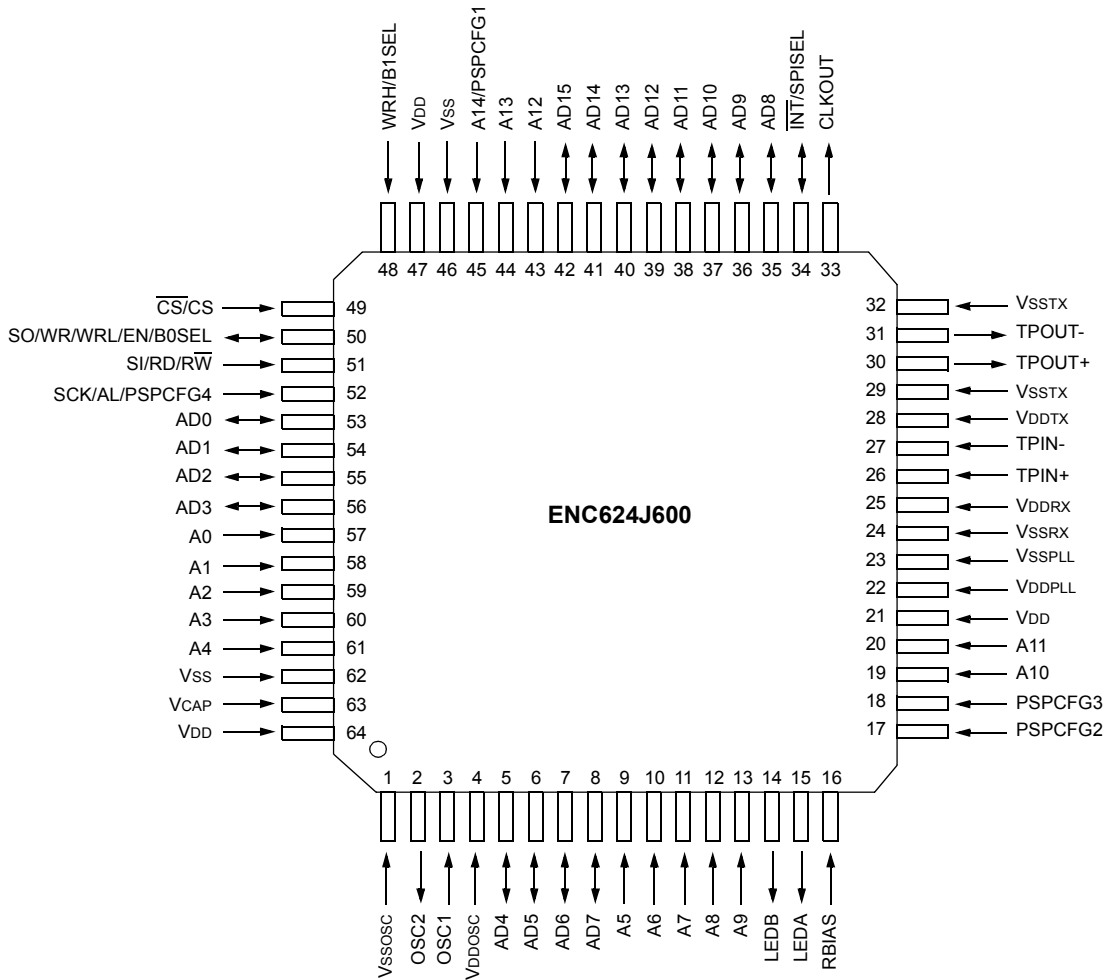 WRH/B1SEL
VDD
VSS
A14/PSPCFG1
A13
A12
AD15
AD14
AD13
AD12
AD11
AD10
AD9
AD8
INT/SPISEL
CLKOUT
48 47 46 45 44 43 42 41 40 39 38 37 36 35 34 33
CS/CS 49
SO/WR/WRL/EN/B0SEL 50
SI/RD/RW 51
SCK/AL/PSPCFG4 52
AD0 53
AD1 54
AD2 55
AD3 56
A0 57
A1 58
A2 59
A3 60
A4 61
VSS 62
VCAP 63
VDD 64
ENC624J600
32 VSSTX
31 TPOUT-
30 TPOUT+
29 VSSTX
28 VDDTX
27 TPIN-
26 TPIN+
25 VDDRX
24 VSSRX
23 VSSPLL
22 VDDPLL
21 VDD
20 A11
19 A10
18 PSPCFG3
17 PSPCFG2
1 2 3 4 5 6 7 8 9 10 11 12 13 14 15 16
VSSOSC
OSC2
OSC1
VDDOSC
AD4
AD5
AD6
AD7
A5
A6
A7
A8
A9
LEDB
LEDA
RBIAS